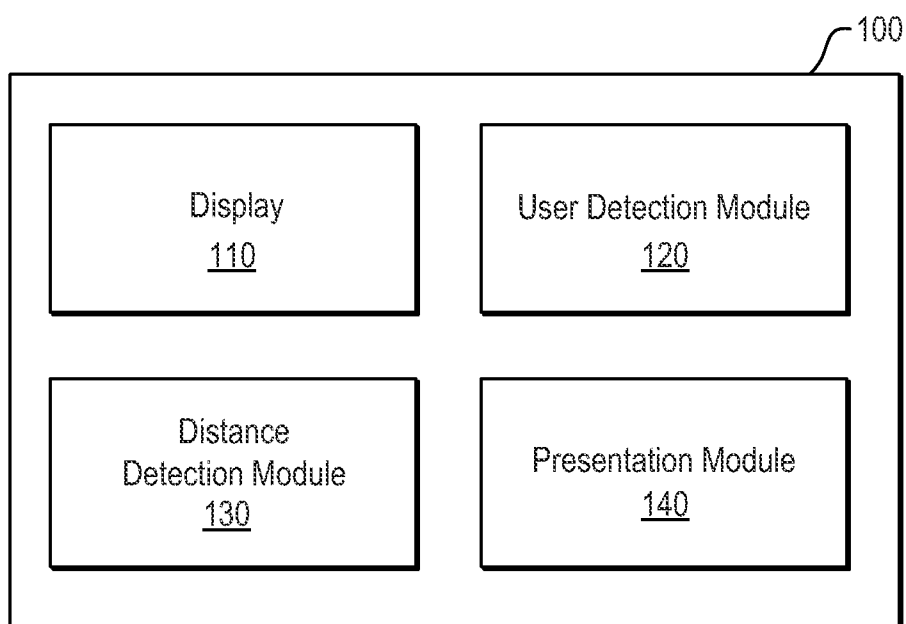 100
Display
110
User Detection Module
120
Distance
Detection Module
130
Presentation Module
140